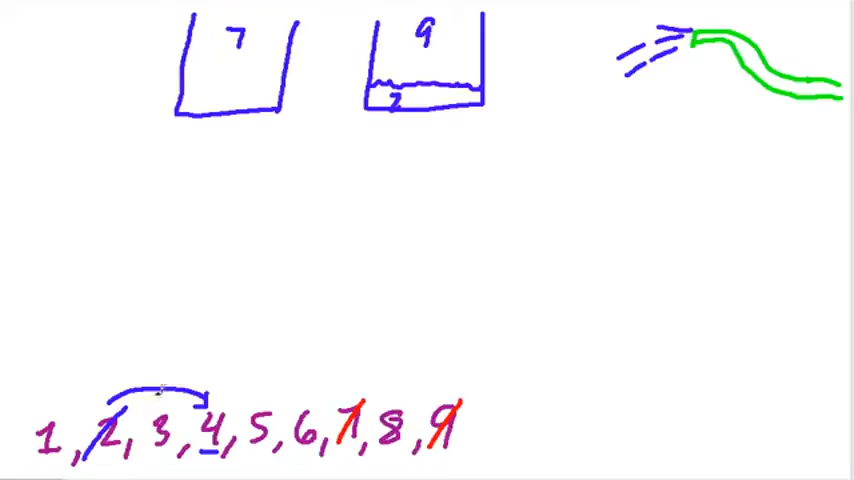 7
9
2
1, 2, 3, 4, 5, 6, 7, 8, 9